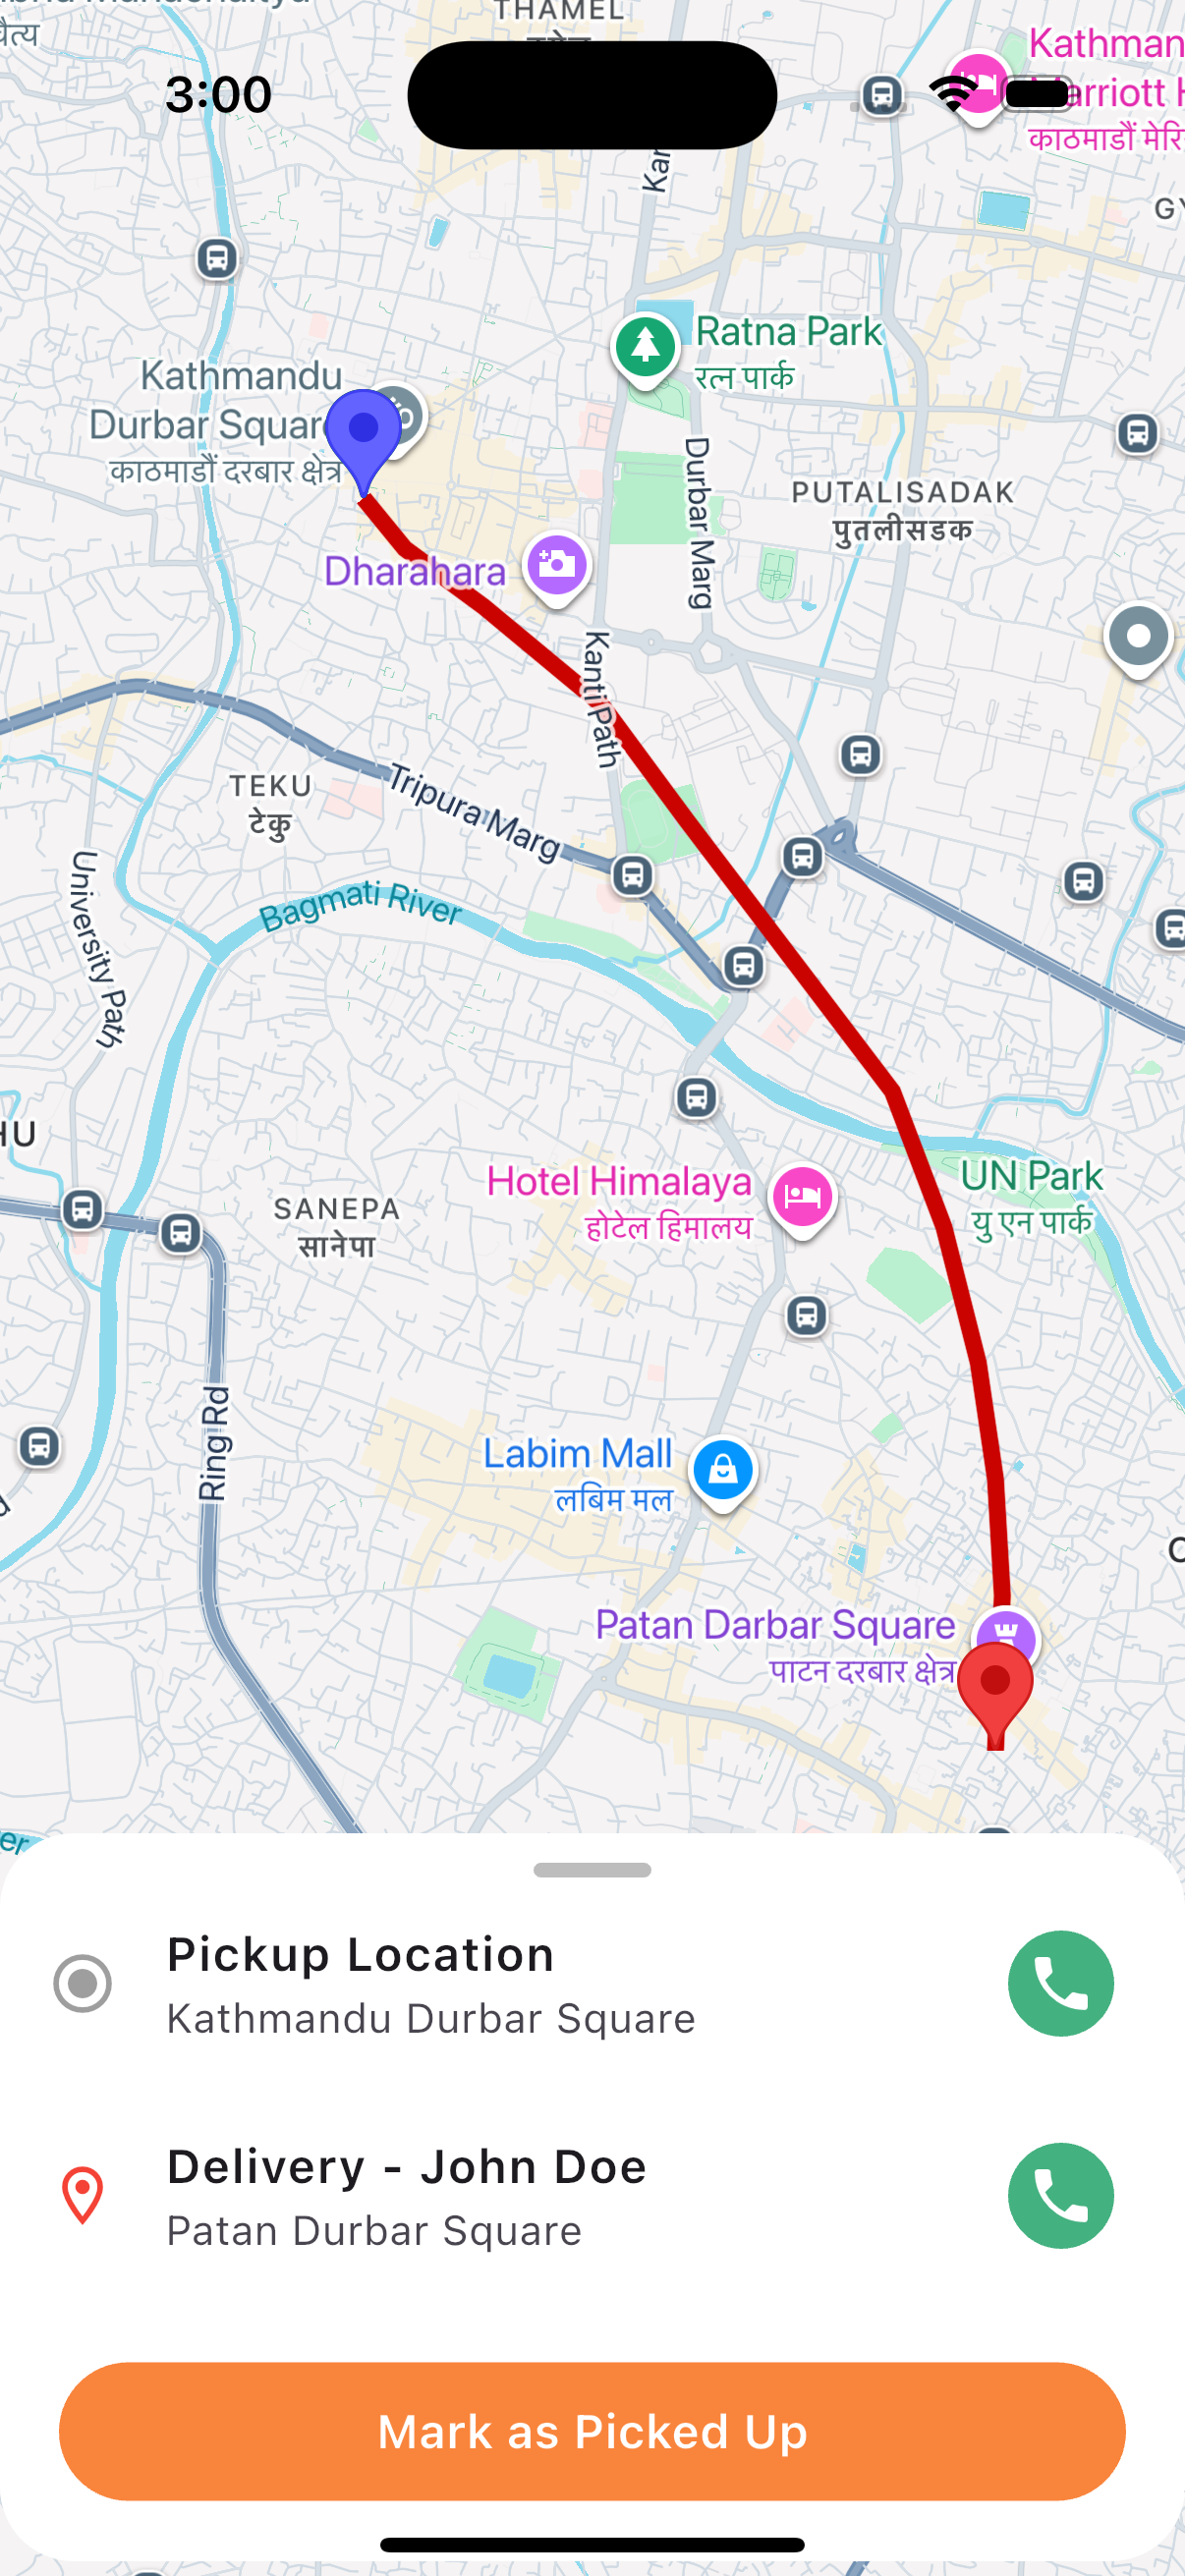 THAMEL
3:00
Kathman
Marriott H
काठमाडौं मेरि
Ratna Park
रत्न पार्क
Kathmandu
Durbar Square
काठमाडौं दरबार क्षेत्र
Durbar Marg
PUTALISADAK
पुतलीसडक
Dharahara
Kanti Path
TEKU
टेकु
Tripura Marg
University Path
Bagmati River
Hotel Himalaya
होटेल हिमालय
UN Park
यु एन पार्क
SANEPA
सानेपा
Ring Rd
Labim Mall
लबिम मल
Patan Darbar Square
पाटन दरबार क्षेत्र
Pickup Location
Kathmandu Durbar Square
Delivery - John Doe
Patan Durbar Square
Mark as Picked Up